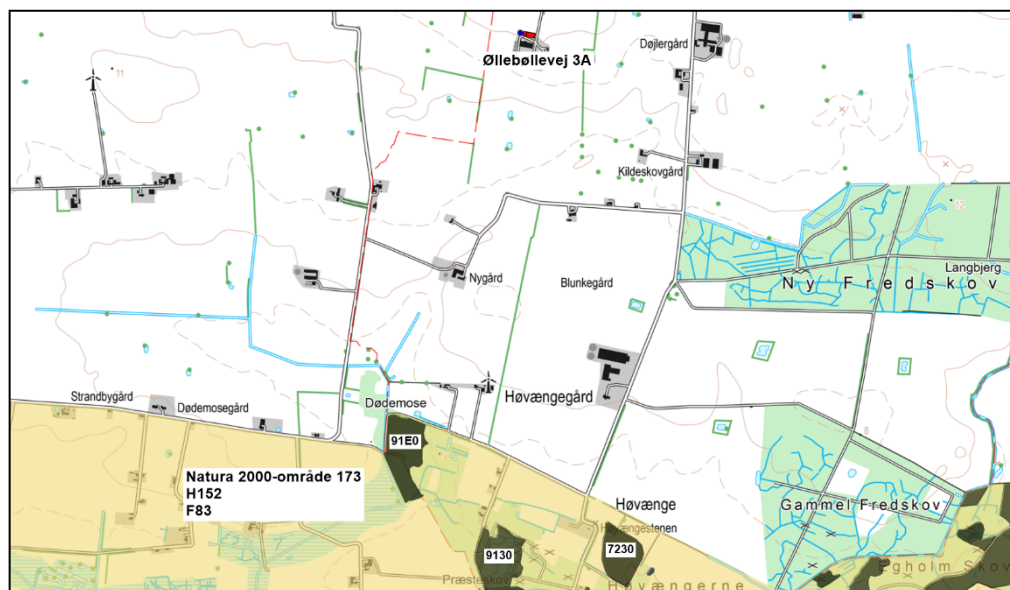 Øllebøllevej 3A
Døjlergård
11
Kildeskovgård
12
Langbjerg
Nygård
Blunkegård
Ny Fredskov
Strandbygård
Dødemosegård
Dødemose
Høvængegård
8
91E0
Natura 2000-område 173
H152
F83
Høvænge
Høvængestenen
Gammel Fredskov
9130
7230
Præsteskov
Høvængerne
Egholm Skov